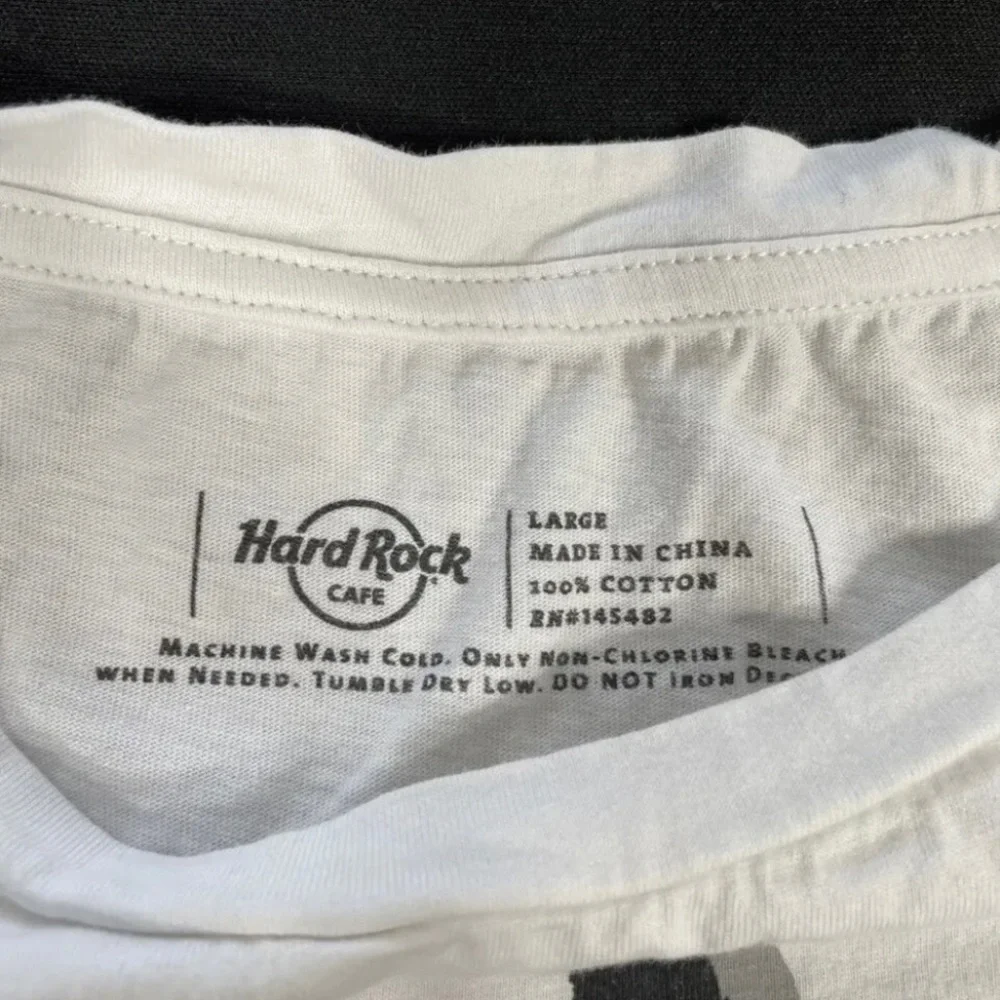 Hard Rock
CAFE
LARGE
MADE IN CHINA
100% COTTON
RN#145482
MACHINE WASH COLD. ONLY NON-CHLORINE BLEACH
WHEN NEEDED. TUMBLE DRY LOW. DO NOT IRON